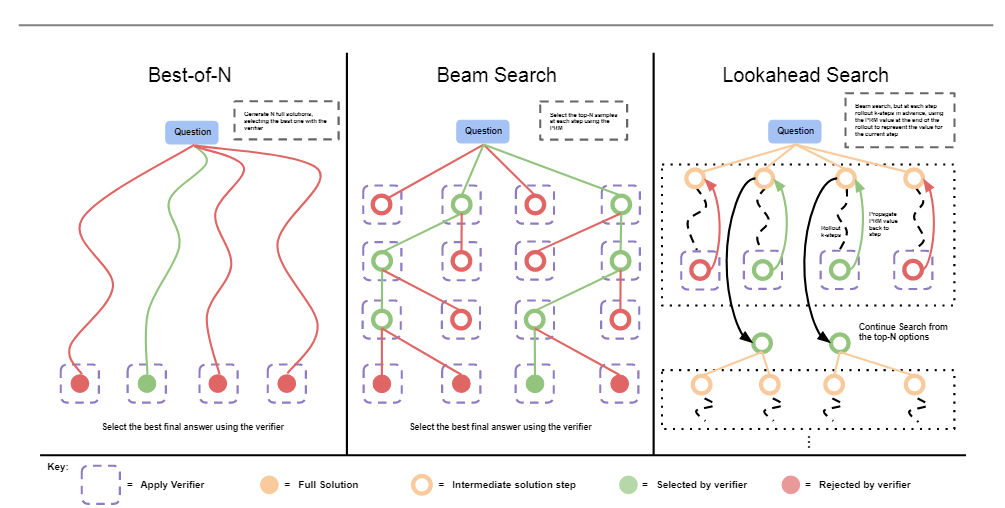 Best-of-N
Generate N full solutions,
selecting the best one with the
verifier
Question
Select the best final answer using the verifier
Beam Search
Select the top-N samples
at each step using the
PRM
Question
Select the best final answer using the verifier
Lookahead Search
Beam search, but at each step
rollout k-steps in advance, using
the PRM value at the end of the
rollout to represent the value for
the current step
Question
Rollout
k-steps
Propagate
PRM value
back to
step
Continue Search from
the top-N options
Key:
= Apply Verifier
= Full Solution
= Intermediate solution step
= Selected by verifier
= Rejected by verifier